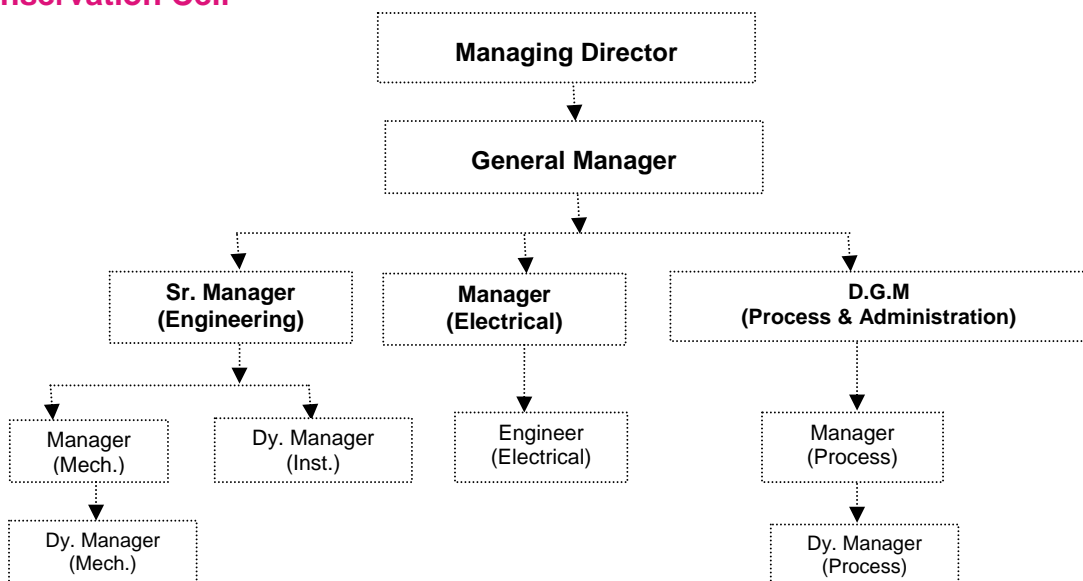 Conservation Cell
Managing Director
General Manager
Sr. Manager
(Engineering)
Manager
(Electrical)
D.G.M
(Process & Administration)
Manager
(Mech.)
Dy. Manager
(Inst.)
Engineer
(Electrical)
Manager
(Process)
Dy. Manager
(Mech.)
Dy. Manager
(Process)